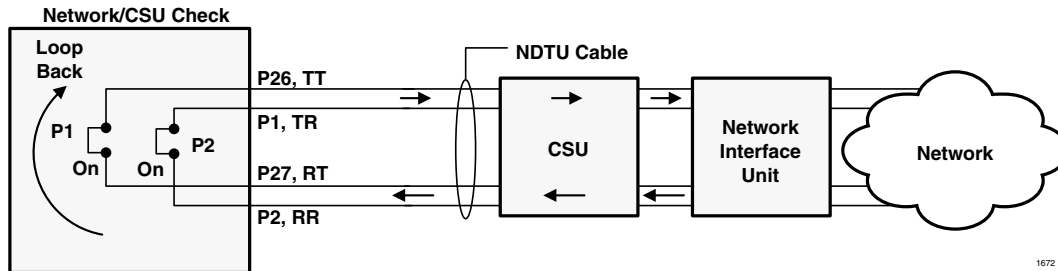 Network/CSU Check
Loop
Back
P1
On
P2
On
P26, TT
P1, TR
P27, RT
P2, RR
NDTU Cable
CSU
Network
Interface
Unit
Network
1672